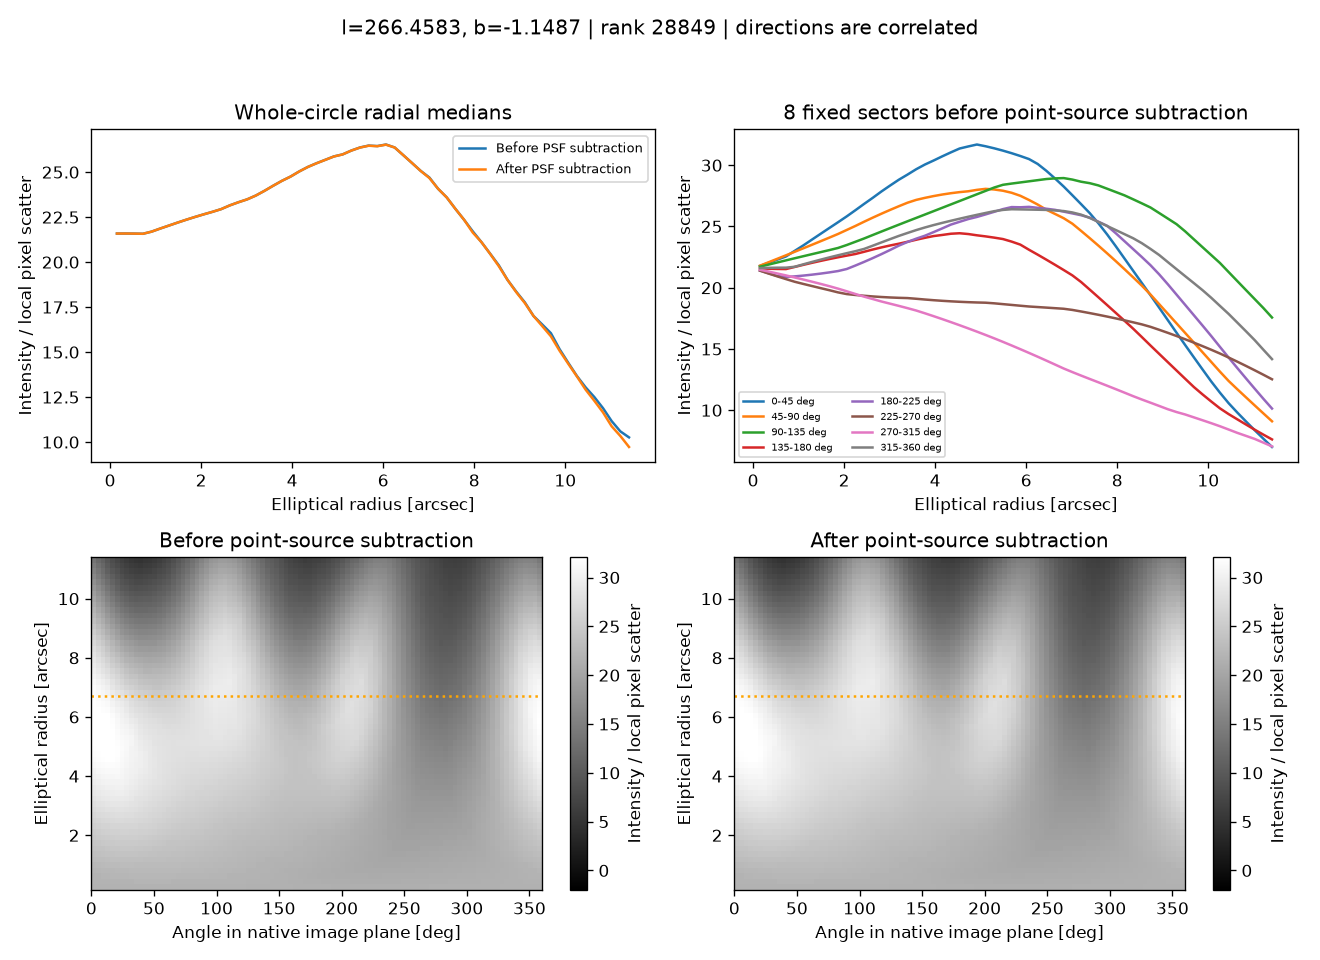 l=266.4583, b=-1.1487 | rank 28849 | directions are correlated
Whole-circle radial medians
Intensity / local pixel scatter
25.0
22.5
20.0
17.5
15.0
12.5
10.0
Before PSF subtraction
After PSF subtraction
0 2 4 6 8 10
Elliptical radius [arcsec]
8 fixed sectors before point-source subtraction
Intensity / local pixel scatter
30
25
20
15
10
0-45 deg
45-90 deg
90-135 deg
135-180 deg
180-225 deg
225-270 deg
270-315 deg
315-360 deg
0 2 4 6 8 10
Elliptical radius [arcsec]
Before point-source subtraction
Elliptical radius [arcsec]
10
8
6
4
2
0 50 100 150 200 250 300 350
Angle in native image plane [deg]
30
25
20
15
10
5
0
Intensity / local pixel scatter
After point-source subtraction
Elliptical radius [arcsec]
10
8
6
4
2
0 50 100 150 200 250 300 350
Angle in native image plane [deg]
30
25
20
15
10
5
0
Intensity / local pixel scatter